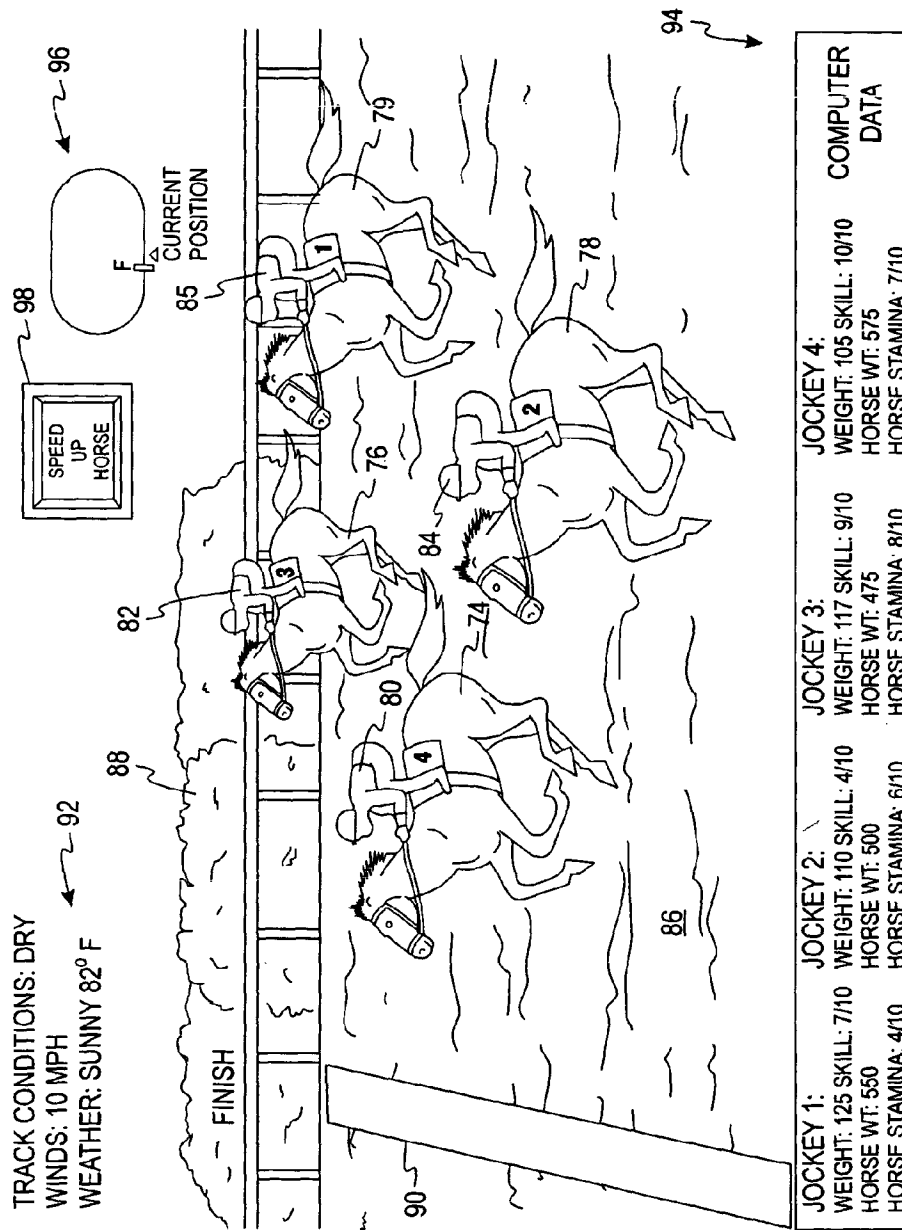 TRACK CONDITIONS: DRY
WINDS: 10 MPH
WEATHER: SUNNY 82⁰ F
92
88
82
98
SPEED
UP
HORSE
96
F
CURRENT
POSITION
85
79
76
1
3
FINISH
80
4
74
84
2
78
90
86
94
JOCKEY 1:
WEIGHT: 125 SKILL: 7/10
HORSE WT: 550
HORSE STAMINA: 4/10
JOCKEY 2:
WEIGHT: 110 SKILL: 4/10
HORSE WT: 500
HORSE STAMINA: 6/10
JOCKEY 3:
WEIGHT: 117 SKILL: 9/10
HORSE WT: 475
HORSE STAMINA: 8/10
JOCKEY 4:
WEIGHT: 105 SKILL: 10/10
HORSE WT: 575
HORSE STAMINA: 7/10
COMPUTER
DATA